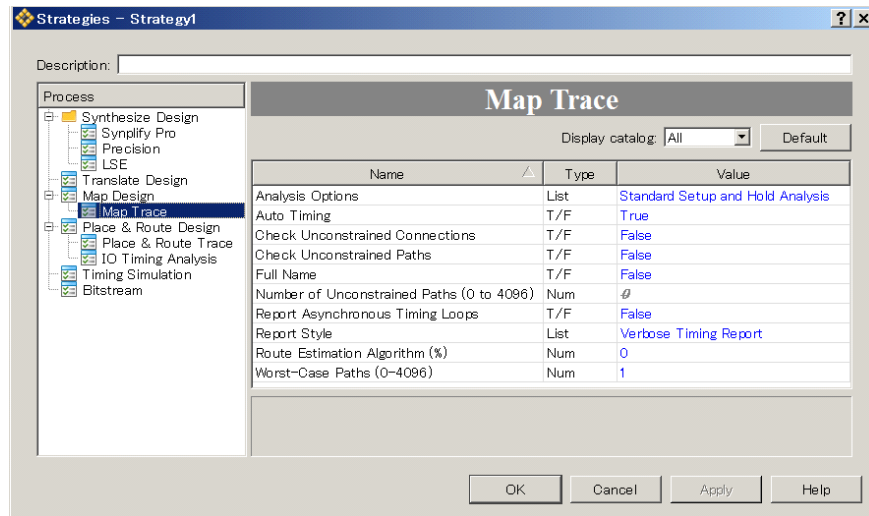 Strategies - Strategy1
Description:
Process
Synthesize Design
Synplify Pro
Precision
LSE
Translate Design
Map Design
Map Trace
Place & Route Design
Place & Route Trace
IO Timing Analysis
Timing Simulation
Bitstream
Map Trace
Display catalog: All Default
Name Type Value
Analysis Options List Standard Setup and Hold Analysis
Auto Timing T/F True
Check Unconstrained Connections T/F False
Check Unconstrained Paths T/F False
Full Name T/F False
Number of Unconstrained Paths (0 to 4096) Num 0
Report Asynchronous Timing Loops T/F False
Report Style List Verbose Timing Report
Route Estimation Algorithm (%) Num 0
Worst-Case Paths (0-4096) Num 1
OK Cancel Apply Help